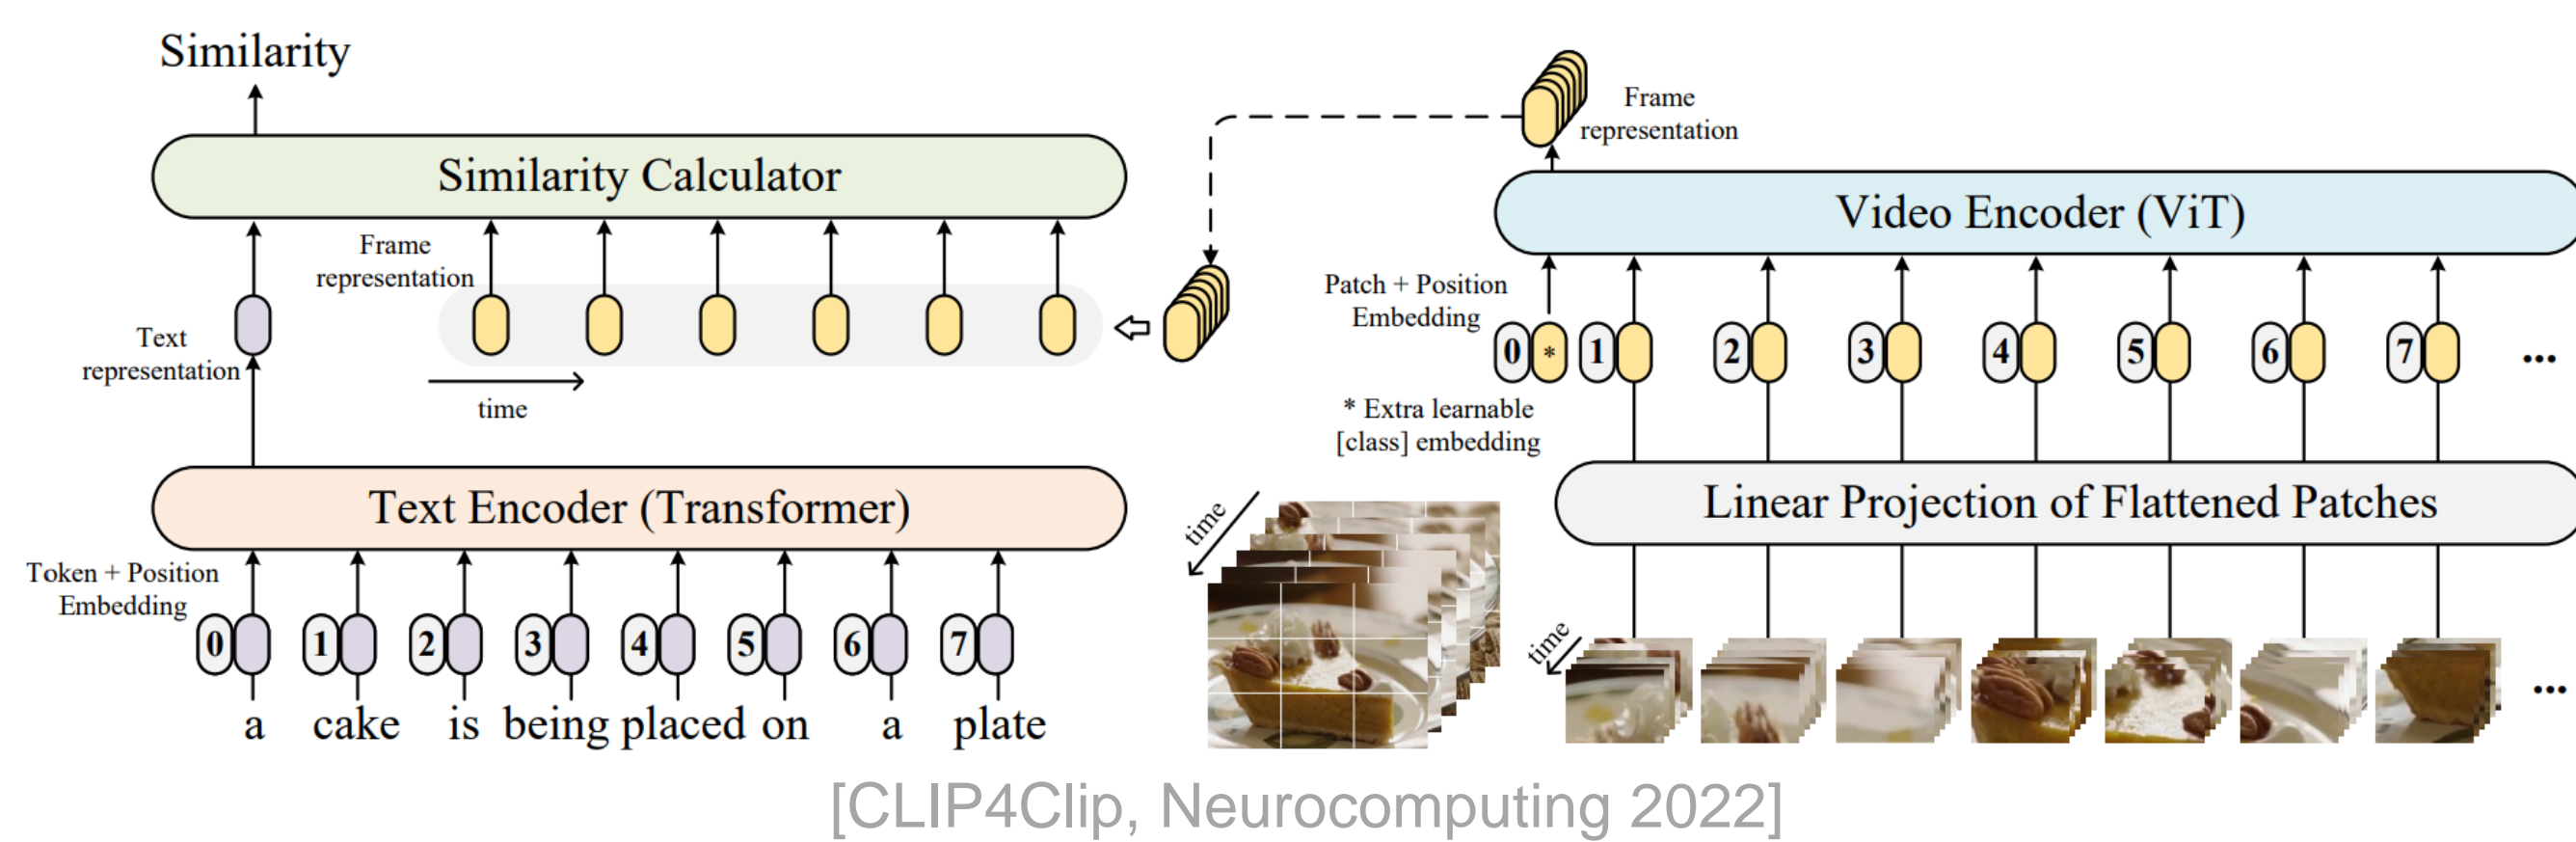 Similarity
Similarity Calculator
Frame
representation
Text
representation
time
Text Encoder (Transformer)
Token + Position
Embedding
0 1 2 3 4 5 6 7
a cake is being placed on a plate
Frame
representation
Video Encoder (ViT)
Patch + Position
Embedding
0 * 1 2 3 4 5 6 7 ...
* Extra learnable
[class] embedding
Linear Projection of Flattened Patches
time
time
...
[CLIP4Clip, Neurocomputing 2022]